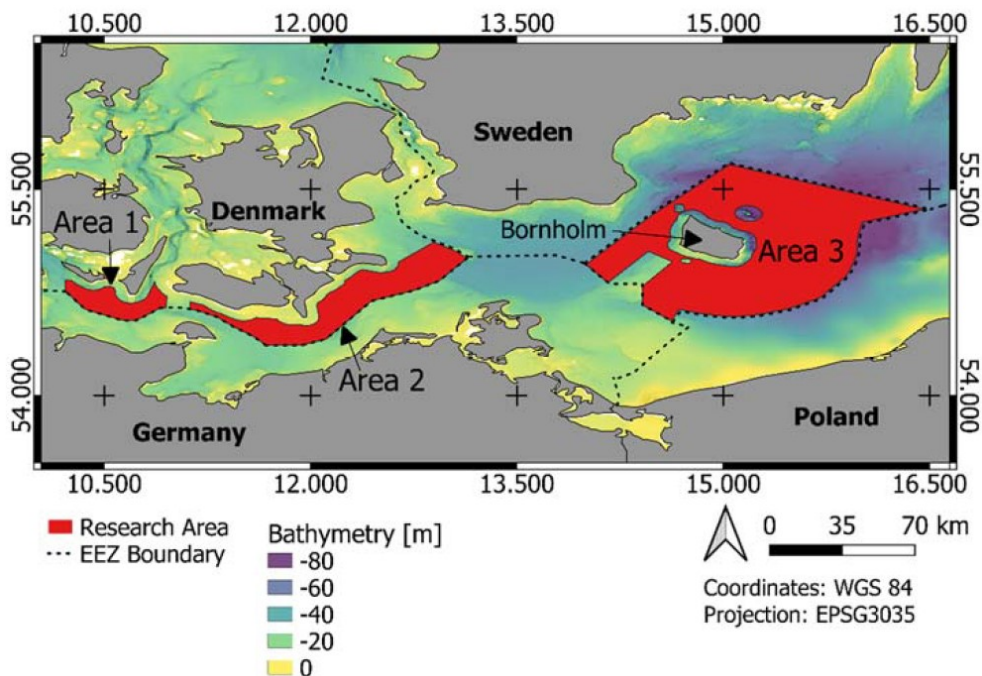 10.500 12.000 13.500 15.000 16.500
Sweden
55.500
55.500
Area 1
Denmark
Bornholm
Area 3
Area 2
54.000
54.000
Germany
Poland
10.500 12.000 13.500 15.000 16.500
Research Area
EEZ Boundary
Bathymetry [m]
-80
-60
-40
-20
0
0 35 70 km
Coordinates: WGS 84
Projection: EPSG3035